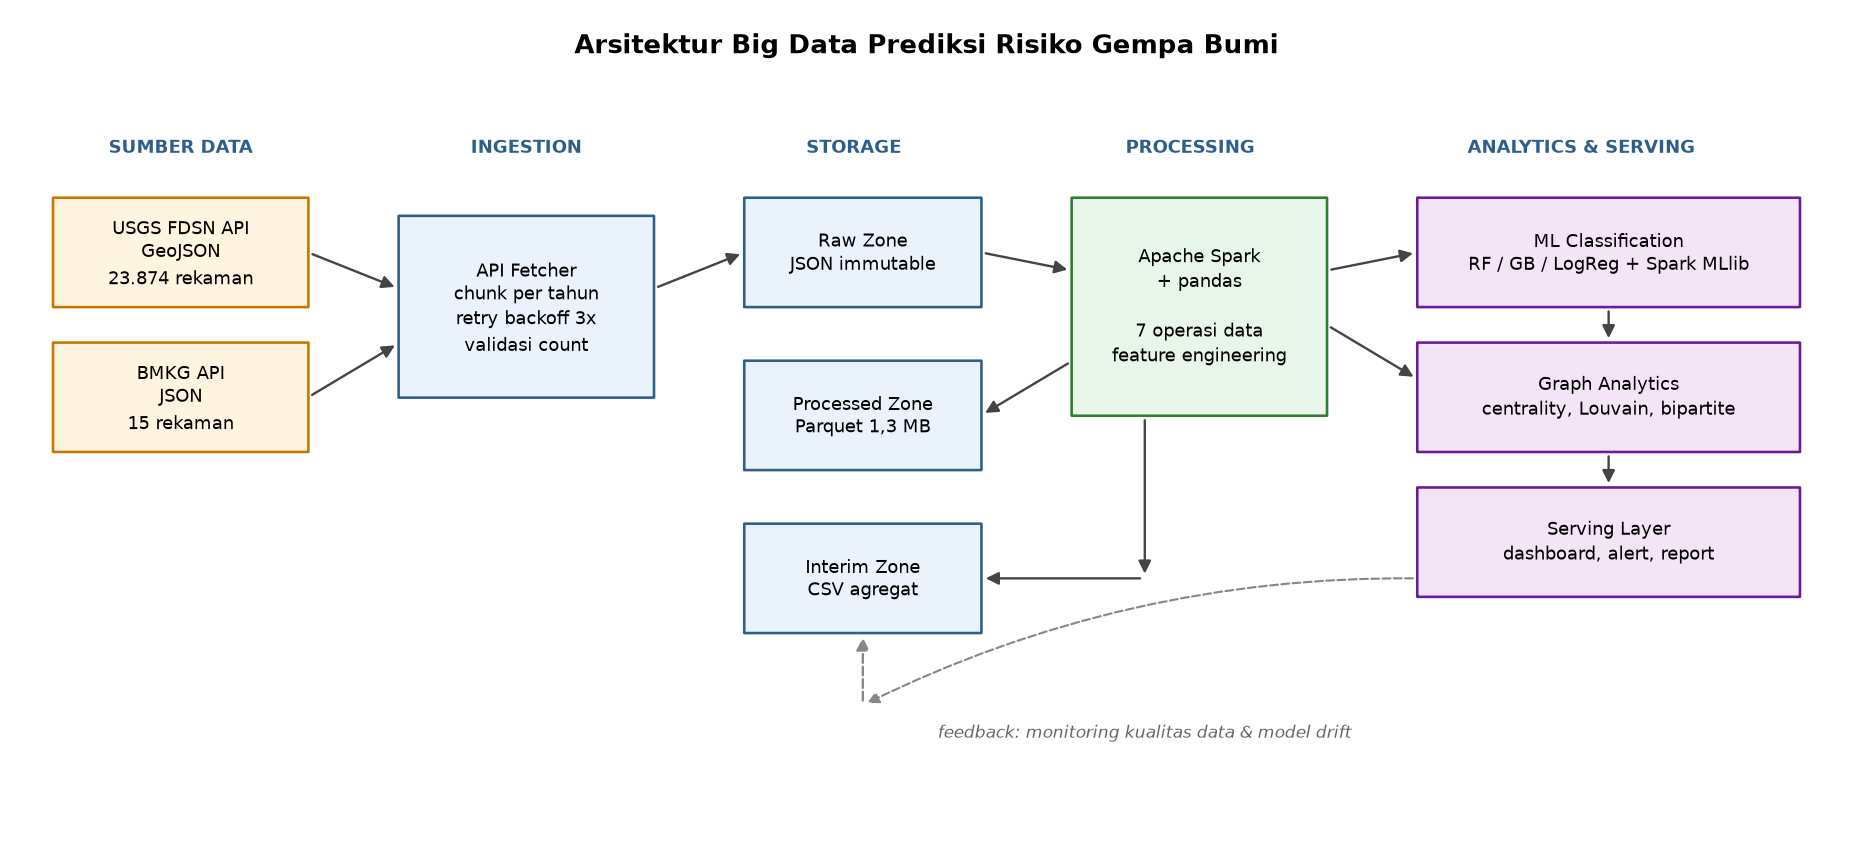 Arsitektur Big Data Prediksi Risiko Gempa Bumi
SUMBER DATA
USGS FDSN API
GeoJSON
23.874 rekaman
BMKG API
JSON
15 rekaman
INGESTION
API Fetcher
chunk per tahun
retry backoff 3x
validasi count
STORAGE
Raw Zone
JSON immutable
Processed Zone
Parquet 1,3 MB
Interim Zone
CSV agregat
PROCESSING
Apache Spark
+ pandas
7 operasi data
feature engineering
ANALYTICS & SERVING
ML Classification
RF / GB / LogReg + Spark MLlib
Graph Analytics
centrality, Louvain, bipartite
Serving Layer
dashboard, alert, report
feedback: monitoring kualitas data & model drift